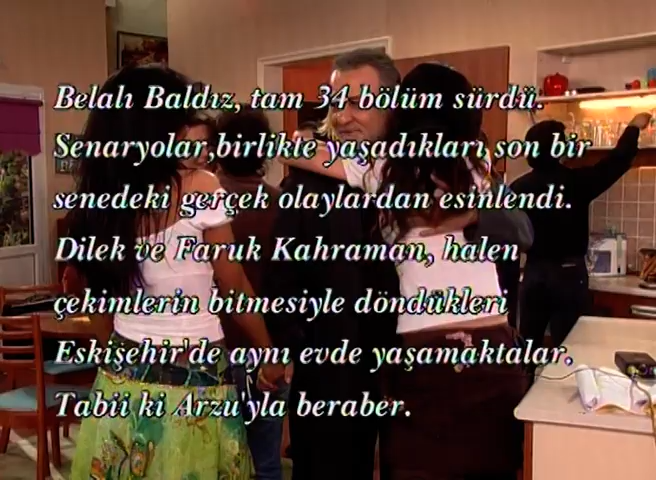 Belalı Baldız, tam 34 bölüm sürdü.
Senaryolar,birlikte yaşadıkları son bir
senedeki gerçek olaylardan esinlendi.
Dilek ve Faruk Kahraman, halen
çekimlerin bitmesiyle döndükleri
Eskişehir'de aynı evde yaşamaktalar.
Tabii ki Arzu'yla beraber.